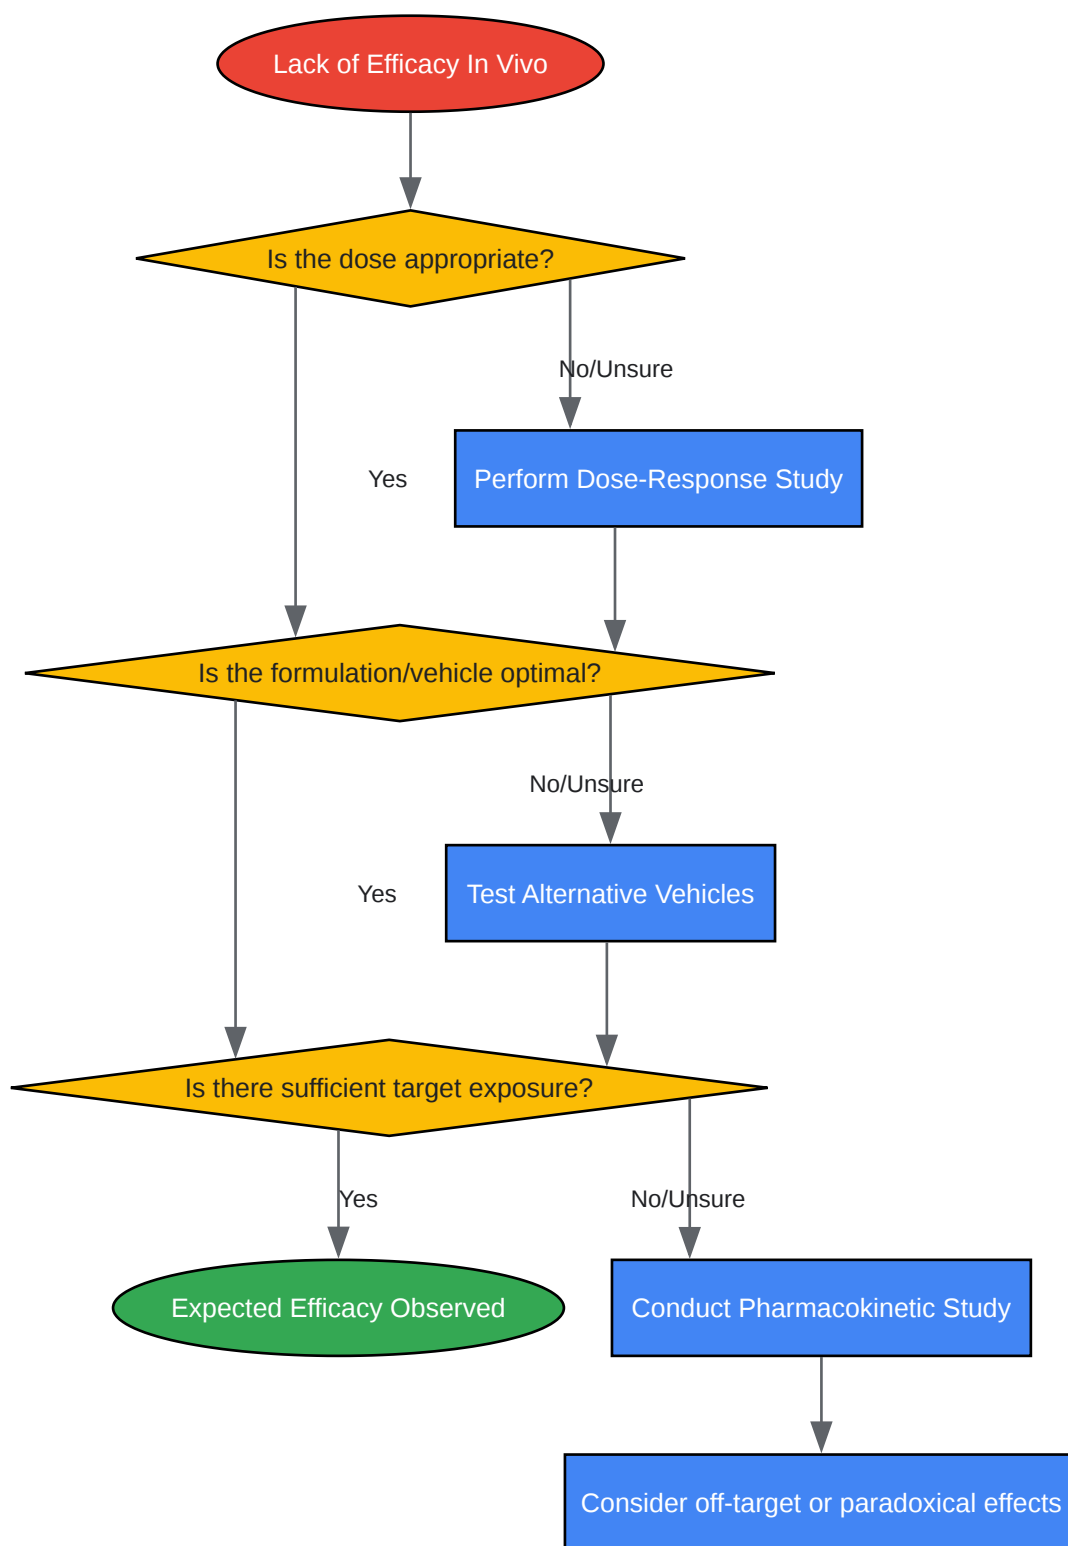 Lack of Efficacy In Vivo
Is the dose appropriate?
No/Unsure
Yes
Perform Dose-Response Study
Is the formulation/vehicle optimal?
No/Unsure
Yes
Test Alternative Vehicles
Is there sufficient target exposure?
Yes
No/Unsure
Expected Efficacy Observed
Conduct Pharmacokinetic Study
Consider off-target or paradoxical effects